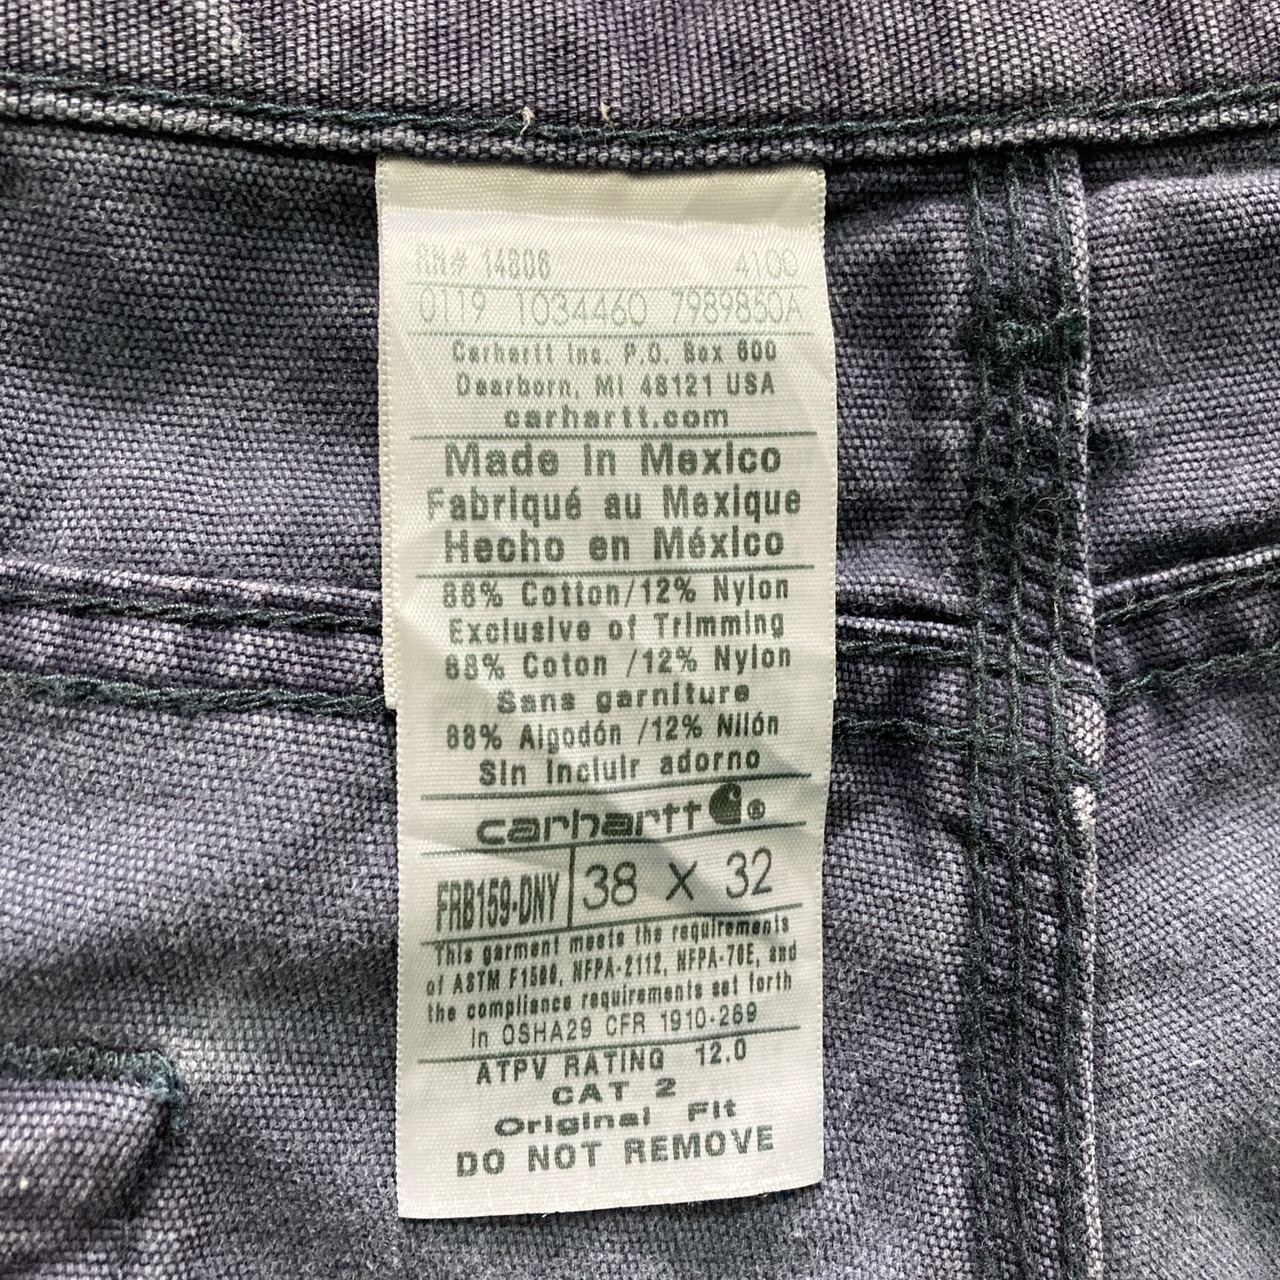 RN# 14806 4100
0119 1034460 7989850A
Carhartt Inc. P.O. Box 600
Dearborn, MI 48121 USA
carhartt.com
Made in Mexico
Fabriqué au Mexique
Hecho en México
88% Cotton/12% Nylon
Exclusive of Trimming
88% Coton /12% Nylon
Sans garniture
88% Algodón /12% Nilón
Sin incluir adorno
carhartt ®
FRB159-DNY 38 X 32
This garment meets the requirements
of ASTM F1506, NFPA-2112, NFPA-70E, and
the compliance requirements set forth
in OSHA29 CFR 1910-269
ATPV RATING 12.0
CAT 2
Original Fit
DO NOT REMOVE